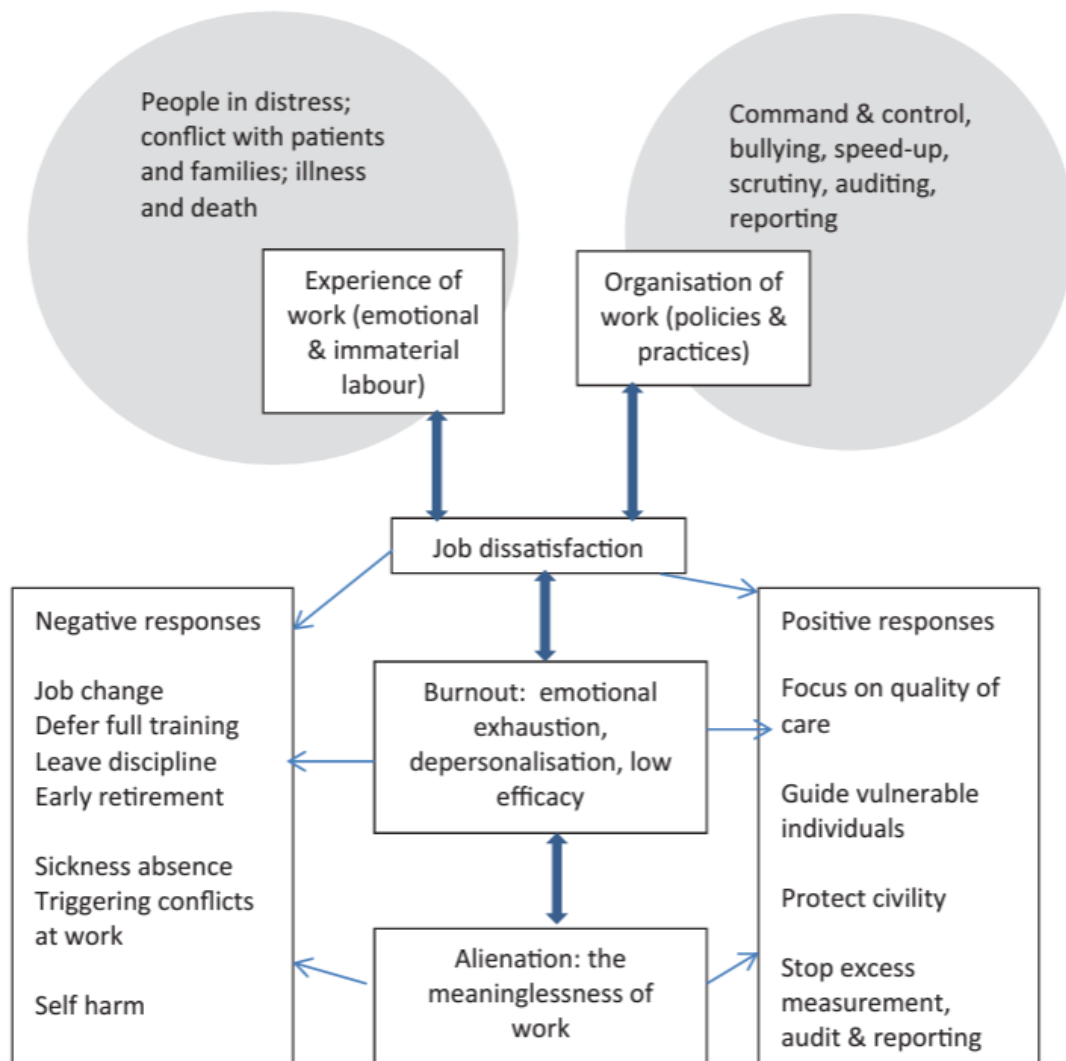 People in distress;
conflict with patients
and families; illness
and death
Command & control,
bullying, speed-up,
scrutiny, auditing,
reporting
Experience of
work (emotional
& immaterial
labour)
Organisation of
work (policies &
practices)
Job dissatisfaction
Negative responses
Job change
Defer full training
Leave discipline
Early retirement
Sickness absence
Triggering conflicts
at work
Self harm
Burnout: emotional
exhaustion,
depersonalisation, low
efficacy
Alienation: the
meaninglessness of
work
Positive responses
Focus on quality of
care
Guide vulnerable
individuals
Protect civility
Stop excess
measurement,
audit & reporting